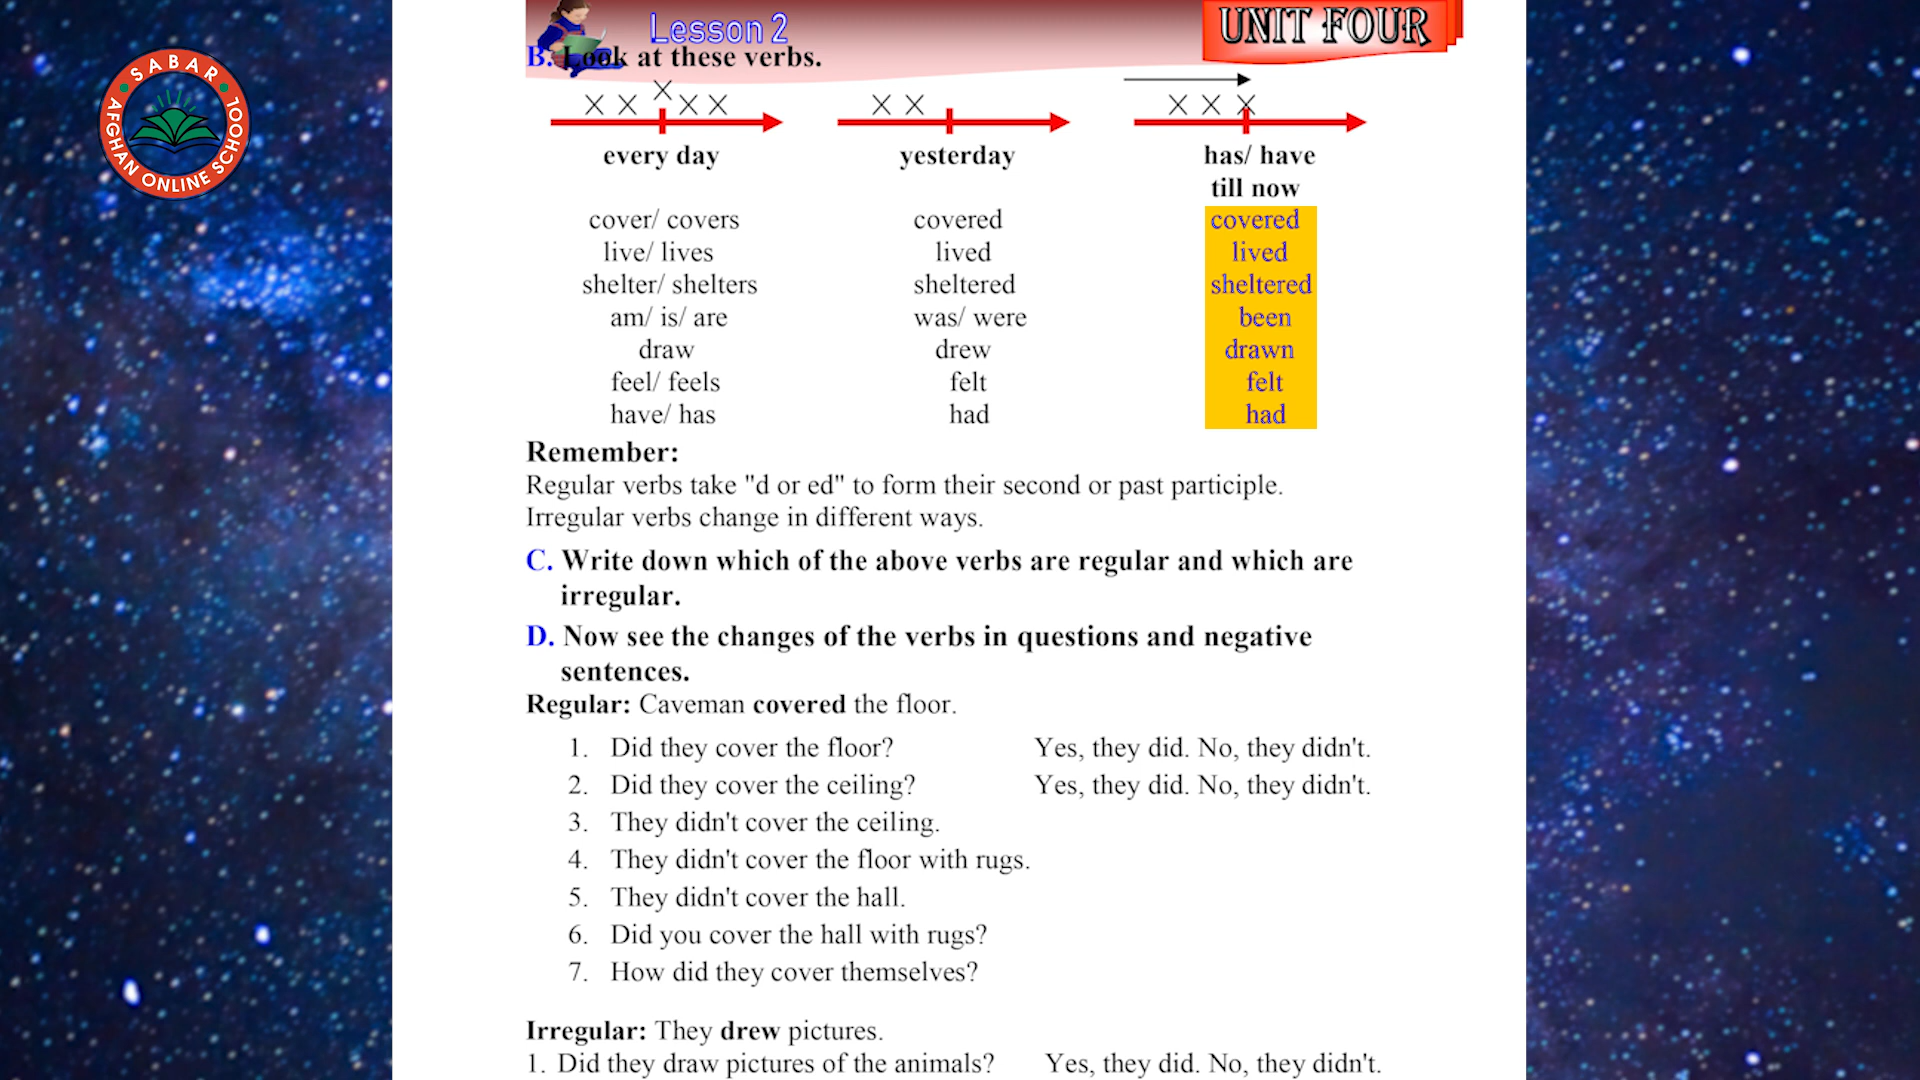 SABAR
AFGHAN ONLINE SCHOOL
Lesson 2
UNIT FOUR
B. Look at these verbs.
X X X X X
X X
X X X
every day yesterday has/ have
till now
cover/ covers covered covered
live/ lives lived lived
shelter/ shelters sheltered sheltered
am/ is/ are was/ were been
draw drew drawn
feel/ feels felt felt
have/ has had had
Remember:
Regular verbs take "d or ed" to form their second or past participle.
Irregular verbs change in different ways.
C. Write down which of the above verbs are regular and which are
irregular.
D. Now see the changes of the verbs in questions and negative
sentences.
Regular: Caveman covered the floor.
1. Did they cover the floor? Yes, they did. No, they didn't.
2. Did they cover the ceiling? Yes, they did. No, they didn't.
3. They didn't cover the ceiling.
4. They didn't cover the floor with rugs.
5. They didn't cover the hall.
6. Did you cover the hall with rugs?
7. How did they cover themselves?
Irregular: They drew pictures.
1. Did they draw pictures of the animals? Yes, they did. No, they didn't.